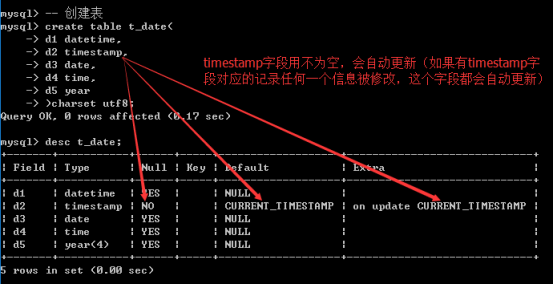 mysql> -- 创建表
mysql> create table t_date(
-> d1 datetime,
-> d2 timestamp,
-> d3 date,
-> d4 time,
-> d5 year
-> )charset utf8;
Query OK, 0 rows affected (0.17 sec)
timestamp字段用不为空，会自动更新（如果有timestamp字
段对应的记录任何一个信息被修改，这个字段都会自动更新）
mysql> desc t_date;
+-------+-----------+------+-----+-------------------+-----------------------------+
| Field | Type | Null | Key | Default | Extra |
+-------+-----------+------+-----+-------------------+-----------------------------+
| d1 | datetime | YES | | NULL | |
| d2 | timestamp | NO | | CURRENT_TIMESTAMP | on update CURRENT_TIMESTAMP |
| d3 | date | YES | | NULL | |
| d4 | time | YES | | NULL | |
| d5 | year(4) | YES | | NULL | |
+-------+-----------+------+-----+-------------------+-----------------------------+
5 rows in set (0.00 sec)